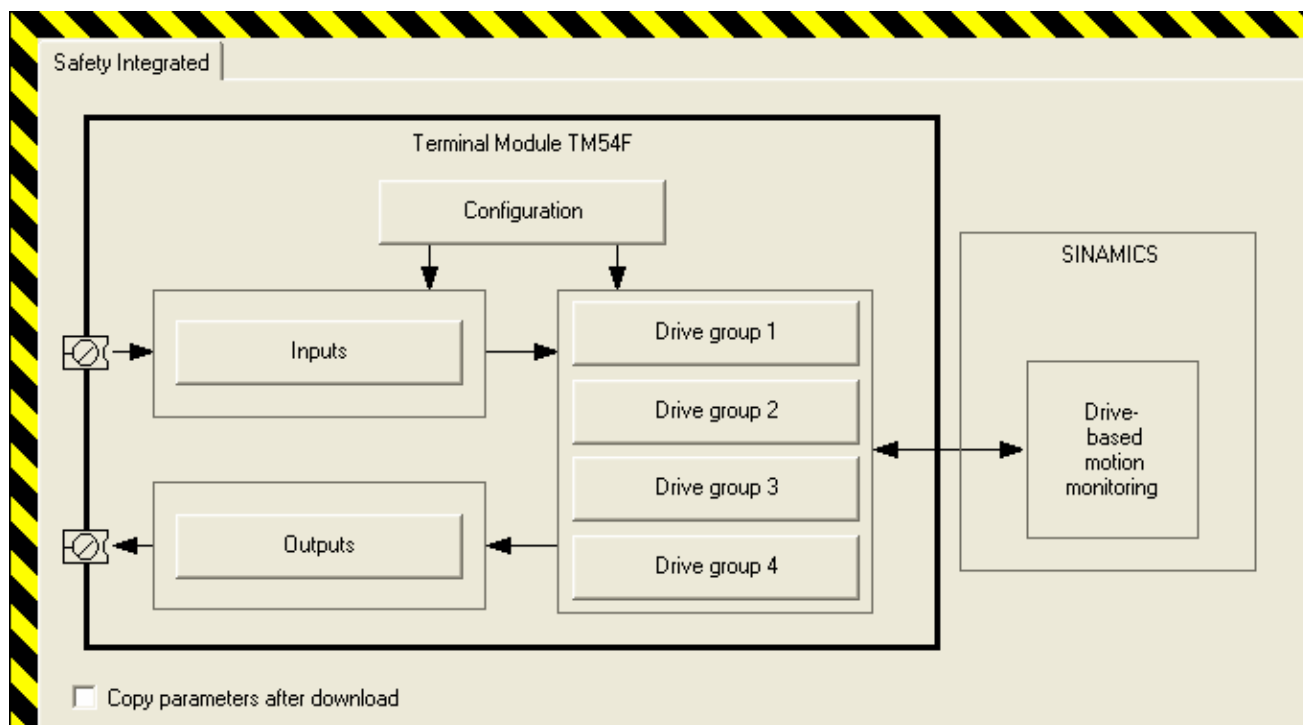 Safety Integrated
Terminal Module TM54F
Configuration
SINAMICS
Inputs
Drive group 1
Drive group 2
Drive-
based
motion
monitoring
Drive group 3
Outputs
Drive group 4
Copy parameters after download